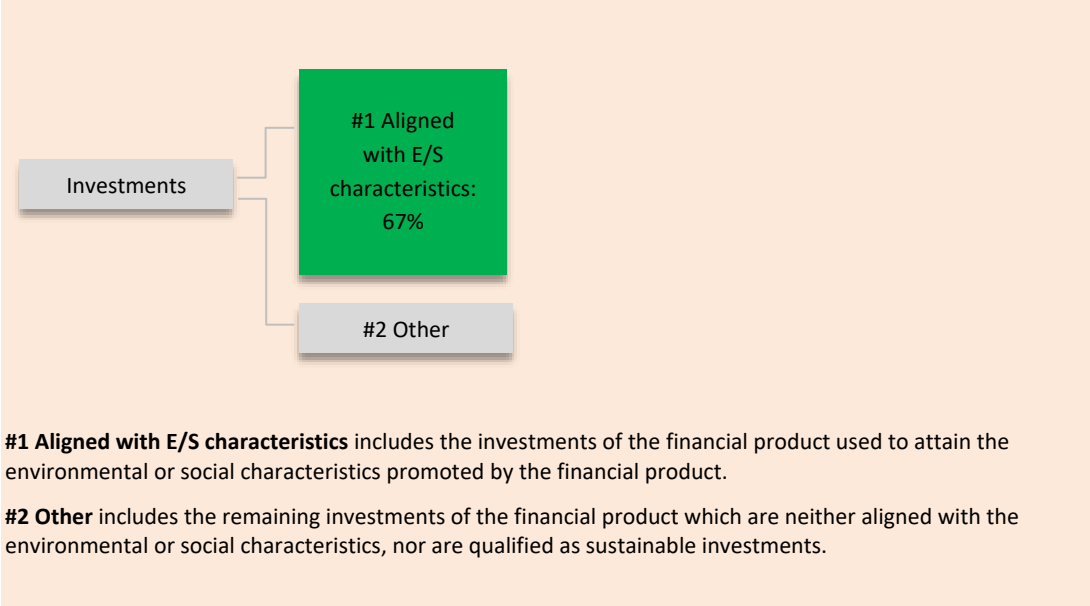 #1 Aligned
with E/S
characteristics:
67%
Investments
#2 Other
#1 Aligned with E/S characteristics includes the investments of the financial product used to attain the
environmental or social characteristics promoted by the financial product.
#2 Other includes the remaining investments of the financial product which are neither aligned with the
environmental or social characteristics, nor are qualified as sustainable investments.